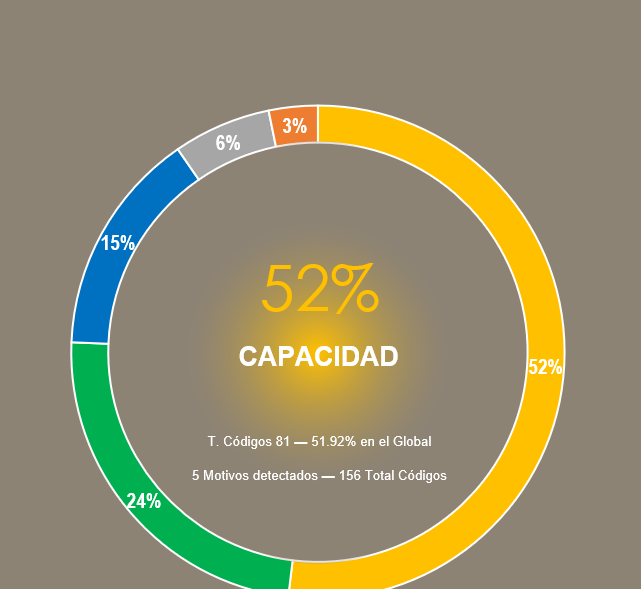 3%
6%
15%
52%
CAPACIDAD
52%
T. Códigos 81 — 51.92% en el Global
5 Motivos detectados — 156 Total Códigos
24%